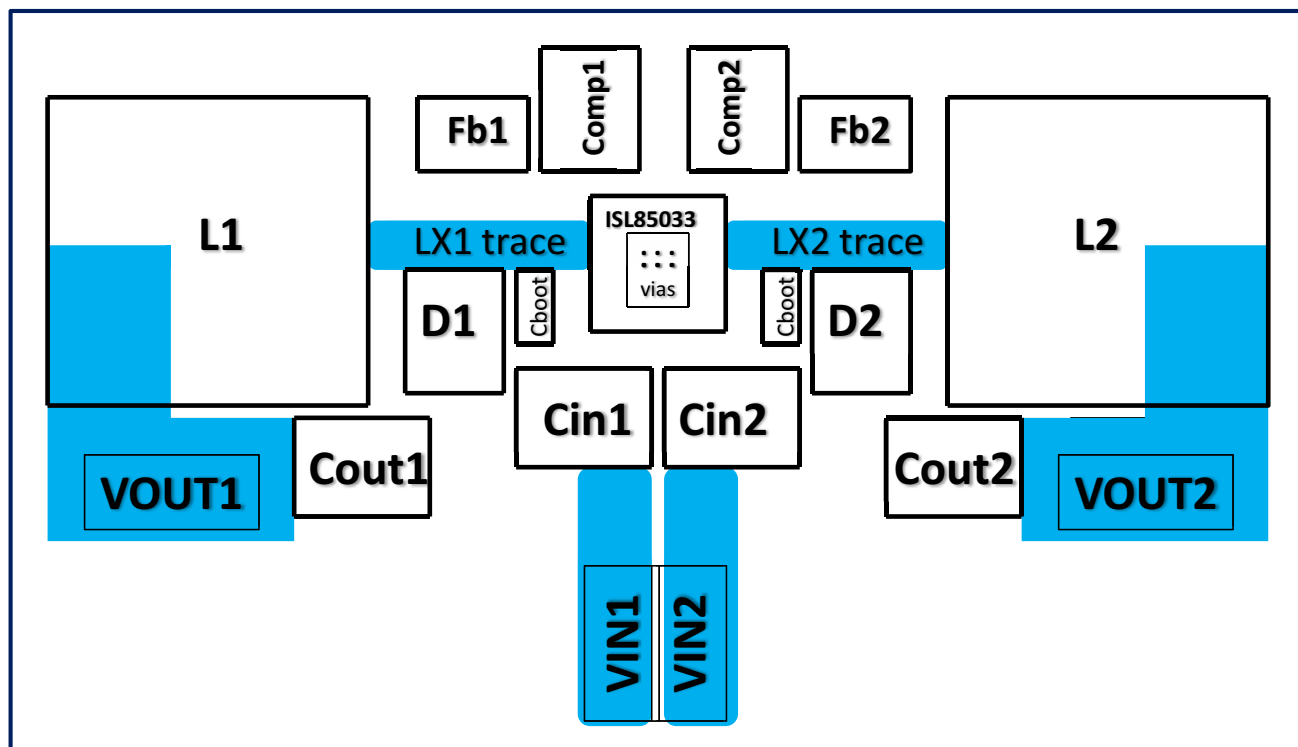 Comp1
Comp2
Fb1
Fb2
L1
LX1 trace
ISL85033
vias
LX2 trace
L2
D1
Cboot
Cboot
D2
Cin1
Cin2
Cout1
Cout2
VOUT1
VOUT2
VIN1
VIN2